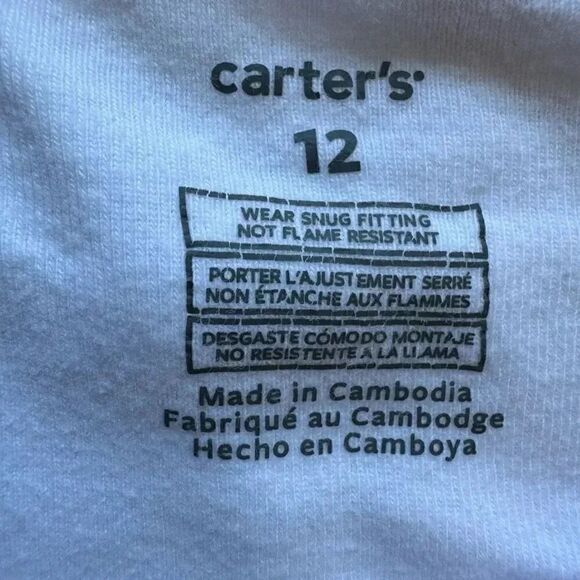 carter's
12
WEAR SNUG FITTING
NOT FLAME RESISTANT
PORTER L'AJUSTEMENT SERRÉ
NON ÉTANCHE AUX FLAMMES
DESGASTE CÓMODO MONTAJE
NO RESISTENTE A LA LLAMA
Made in Cambodia
Fabriqué au Cambodge
Hecho en Camboya